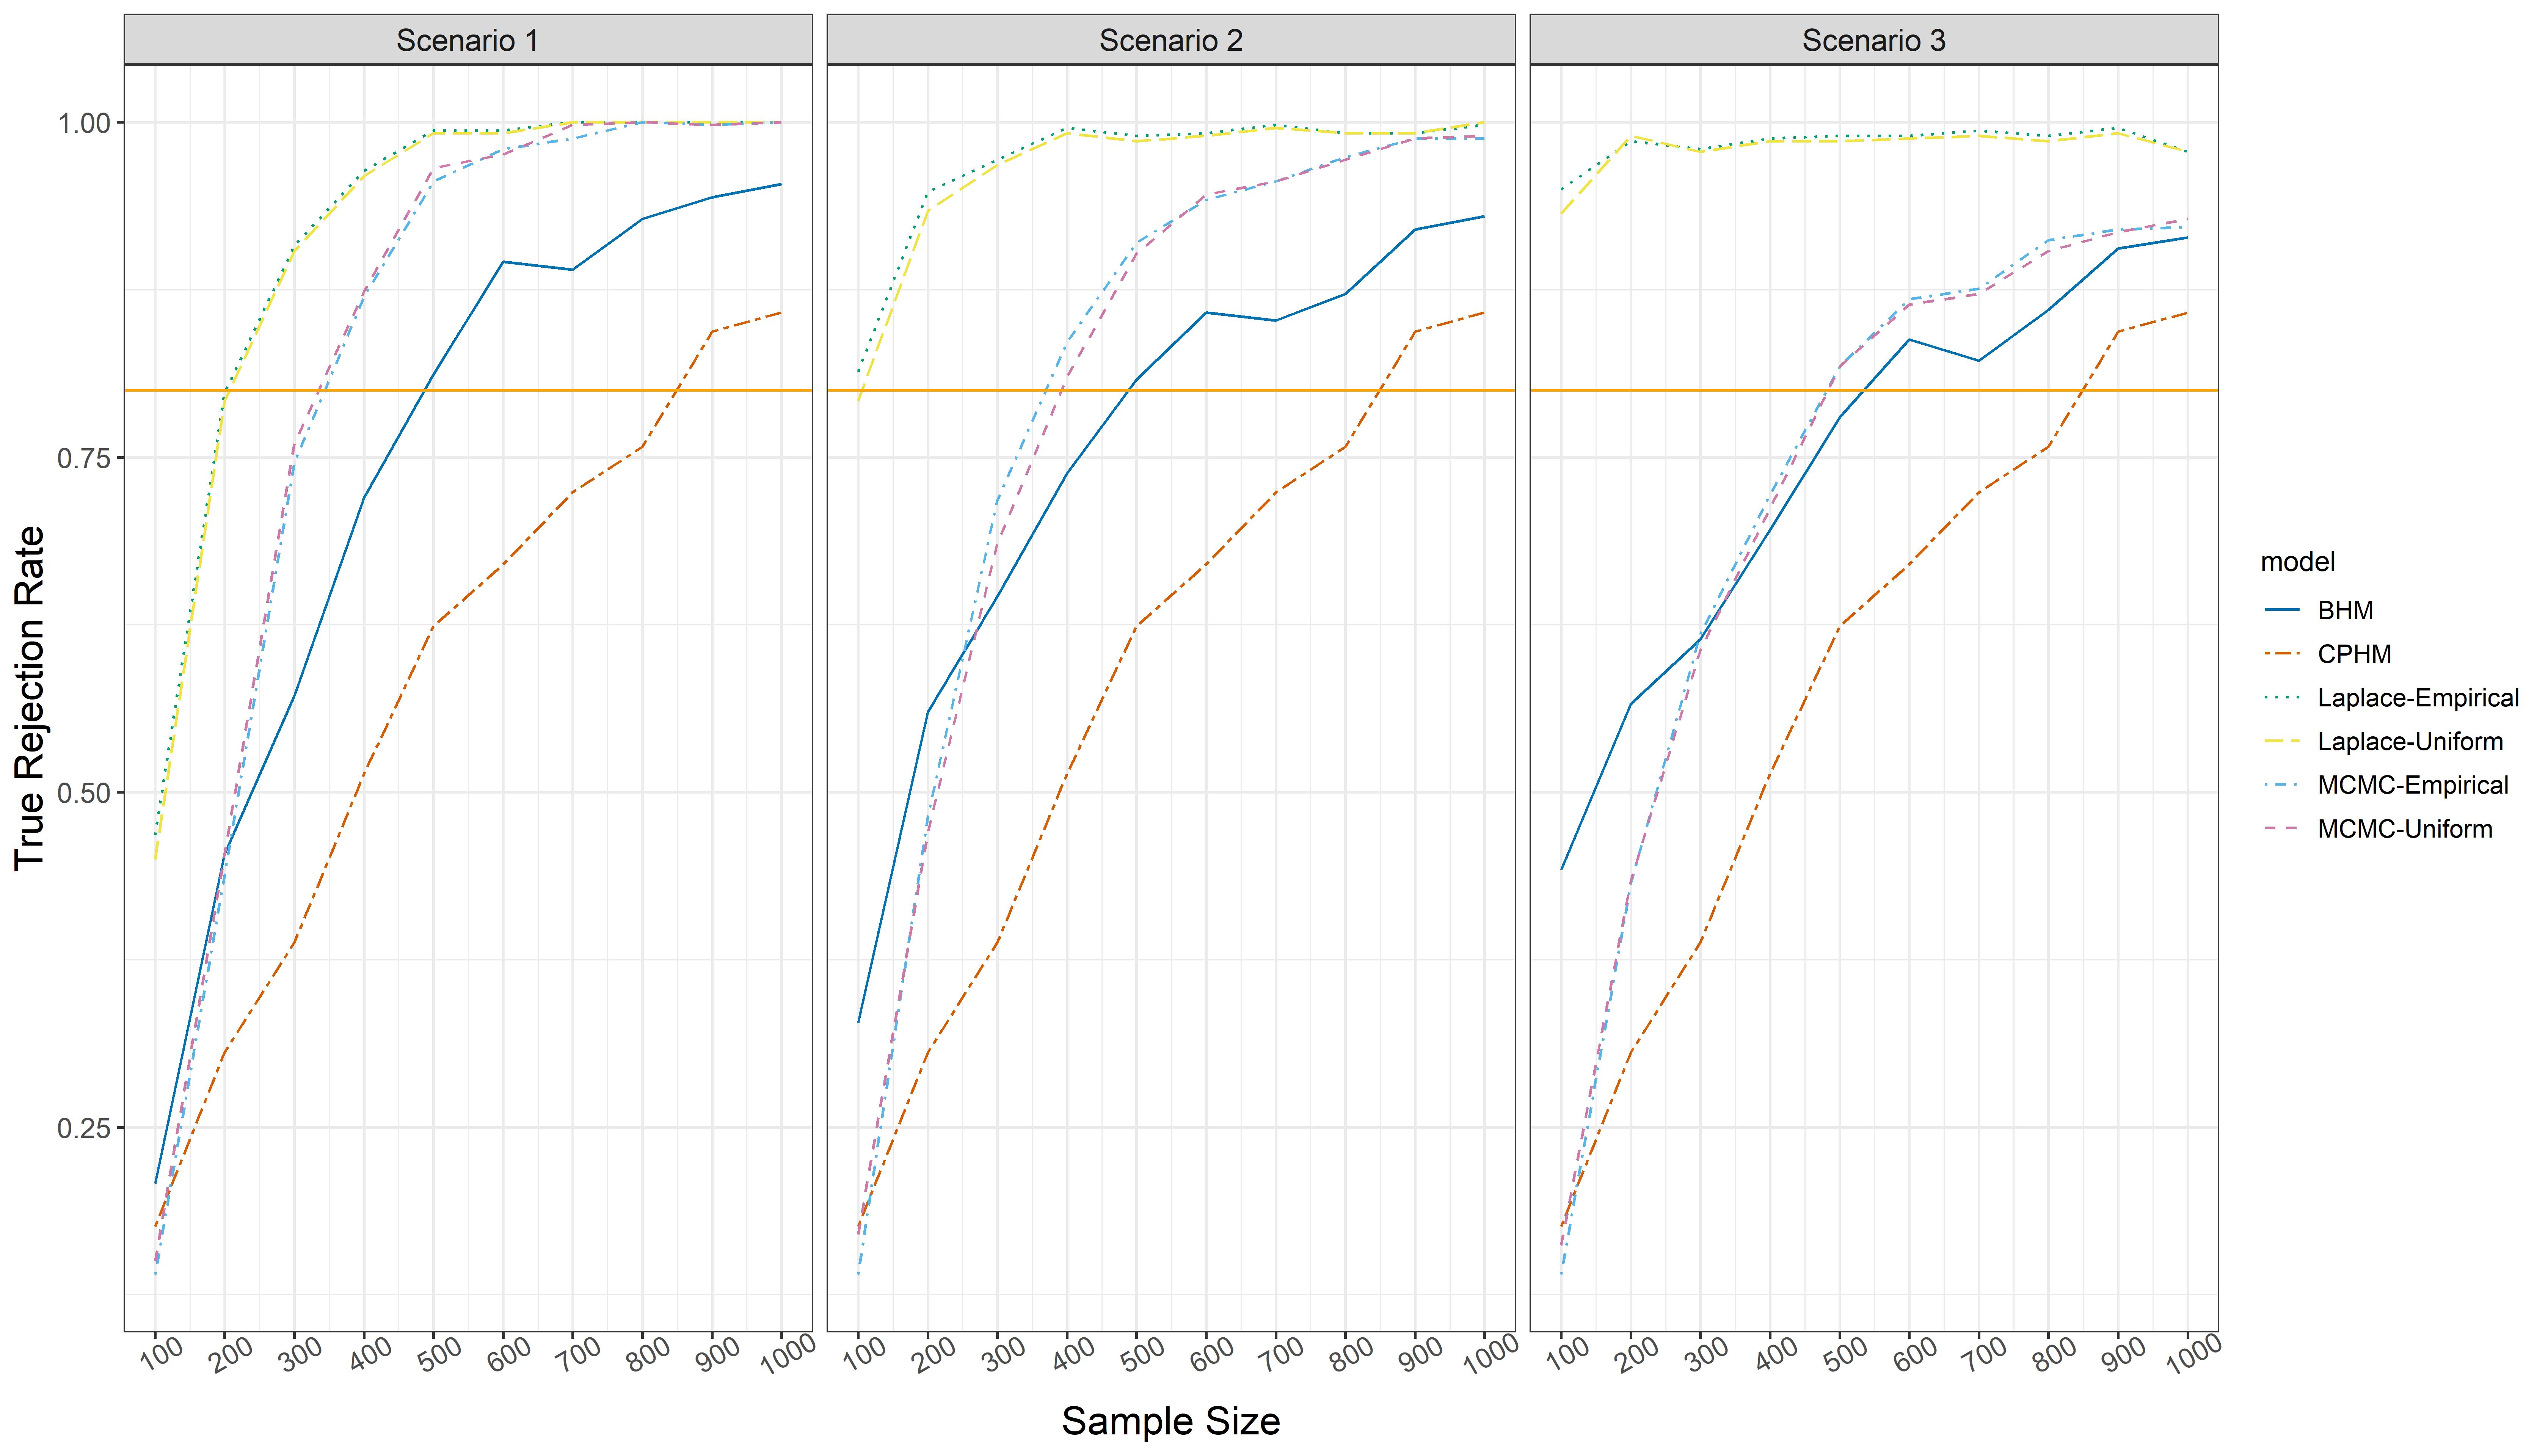 Scenario 1
Scenario 2
Scenario 3
True Rejection Rate
1.00
0.75
0.50
0.25
100 200 300 400 500 600 700 800 900 1000
100 200 300 400 500 600 700 800 900 1000
100 200 300 400 500 600 700 800 900 1000
Sample Size
model
BHM
CPHM
Laplace-Empirical
Laplace-Uniform
MCMC-Empirical
MCMC-Uniform